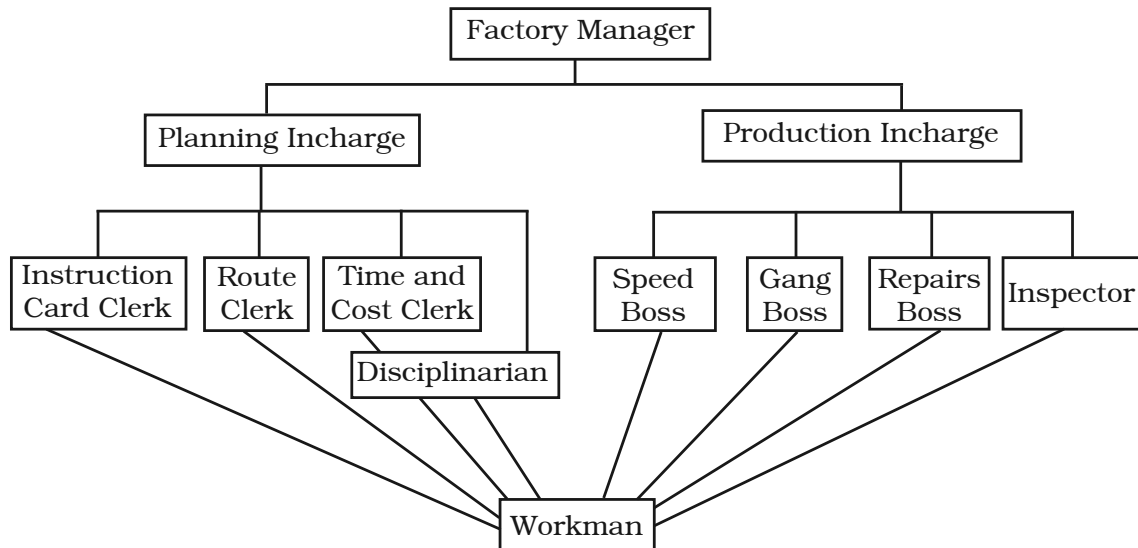 Factory Manager
Planning Incharge
Production Incharge
Instruction
Card Clerk
Route
Clerk
Time and
Cost Clerk
Disciplinarian
Speed
Boss
Gang
Boss
Repairs
Boss
Inspector
Workman